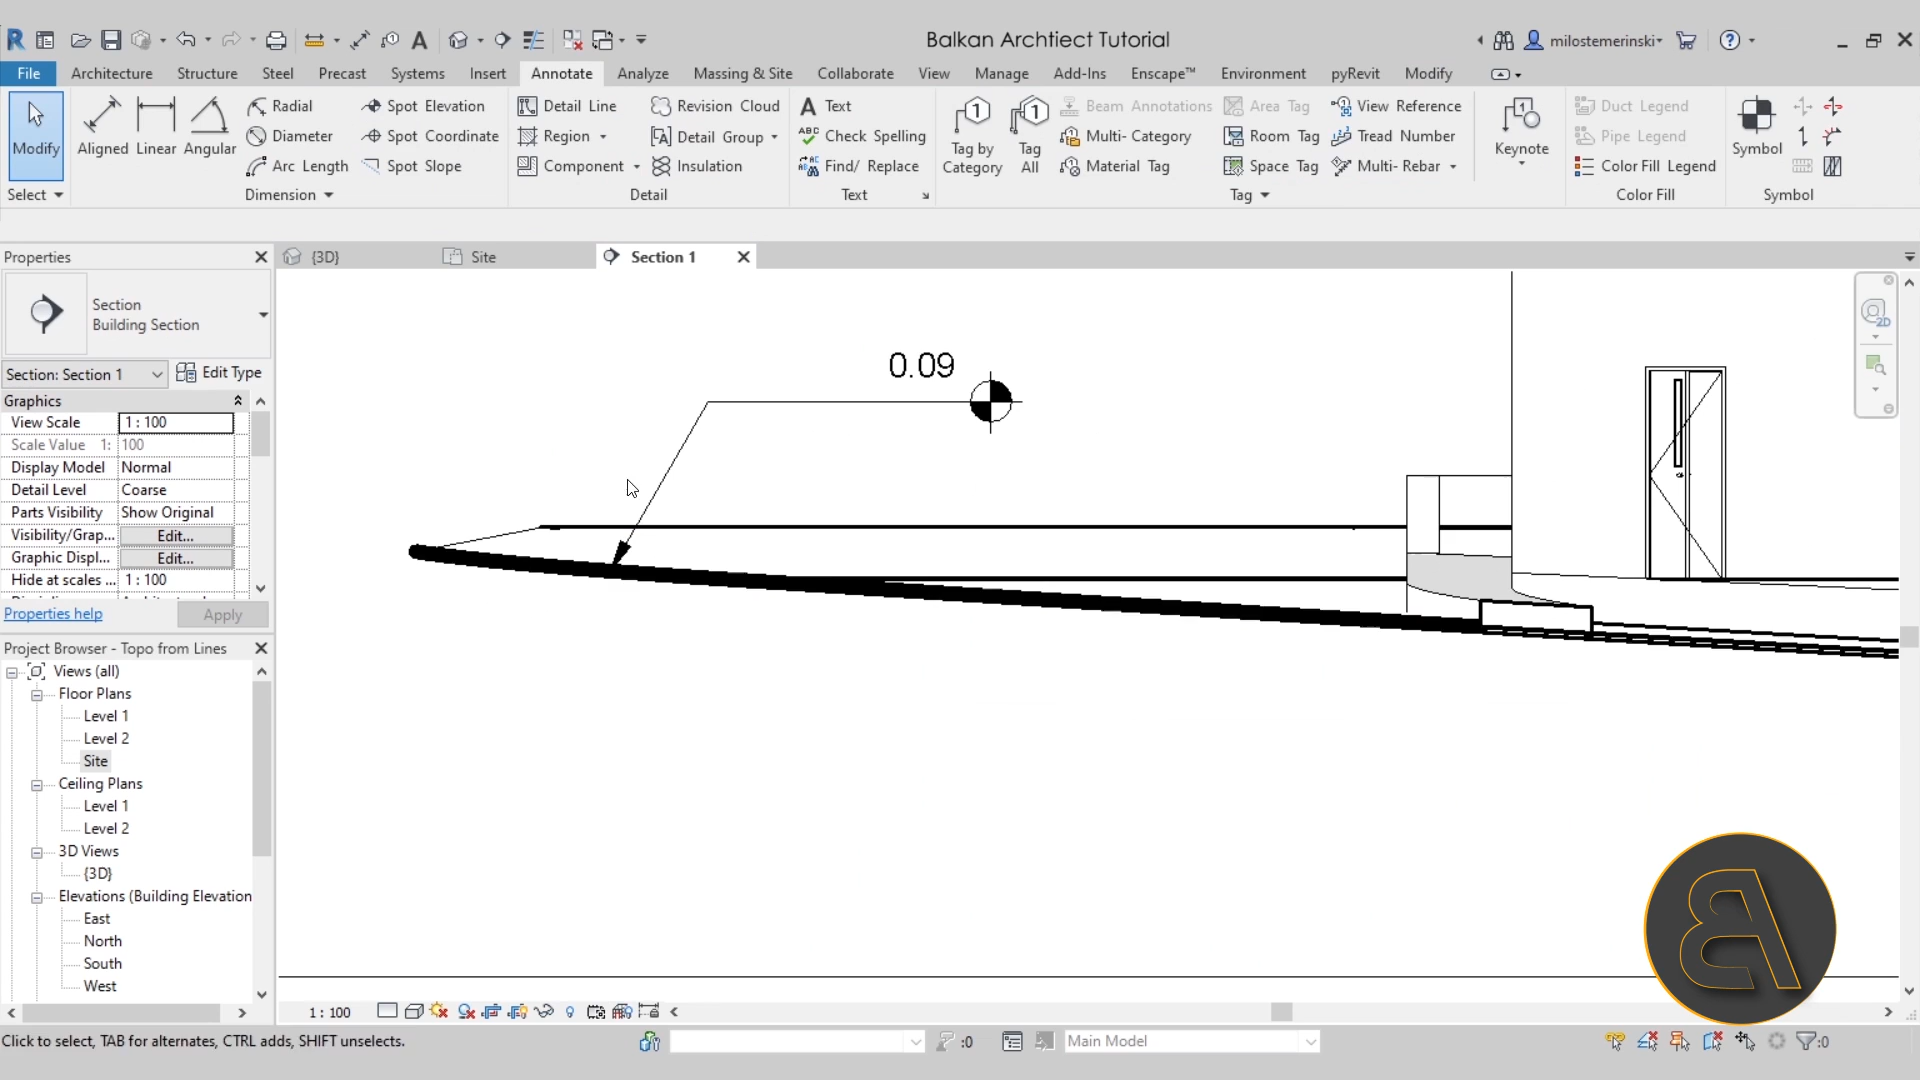 Balkan Archtiect Tutorial
milostemerinski
File Architecture Structure Steel Precast Systems Insert Annotate Analyze Massing & Site Collaborate View Manage Add-Ins Enscape™ Environment pyRevit Modify
Modify
Aligned Linear Angular
Radial
Diameter
Arc Length
Spot Elevation
Spot Coordinate
Spot Slope
Detail Line
Region
Component
Revision Cloud
Detail Group
Insulation
Text
Check Spelling
Find/ Replace
Tag by
Category
Tag
All
Beam Annotations
Multi- Category
Material Tag
Area Tag
Room Tag
Space Tag
View Reference
Tread Number
Multi- Rebar
Keynote
Duct Legend
Pipe Legend
Color Fill Legend
Symbol
Select Dimension Detail Text Tag Color Fill Symbol
Properties
{3D} Site Section 1
Section
Building Section
Section: Section 1 Edit Type
Graphics
View Scale 1 : 100
Scale Value 1: 100
Display Model Normal
Detail Level Coarse
Parts Visibility Show Original
Visibility/Grap... Edit...
Graphic Displ... Edit...
Hide at scales ... 1 : 100
Properties help Apply
Project Browser - Topo from Lines
Views (all)
Floor Plans
Level 1
Level 2
Site
Ceiling Plans
Level 1
Level 2
3D Views
{3D}
Elevations (Building Elevation
East
North
South
West
0.09
2D
1 : 100
Click to select, TAB for alternates, CTRL adds, SHIFT unselects.
:0
Main Model
:0